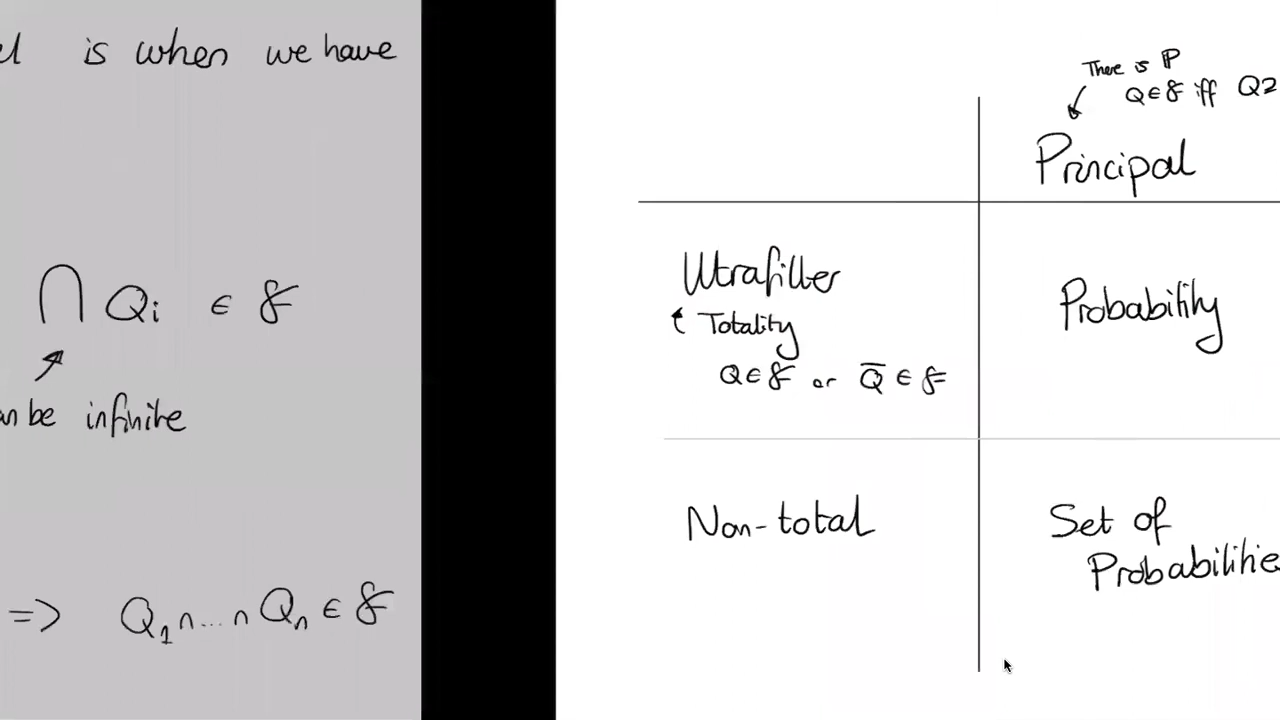 is when we have
⋂ Qi ∈ F
be infinite
=> Q1 ∩ ... ∩ Qn ∈ F
There is ℙ
Q ∈ F iff Q ⊇
Principal
Ultrafilter
Totality
Q ∈ F or Q̅ ∈ F
Probability
Non-total
Set of
Probabilitie